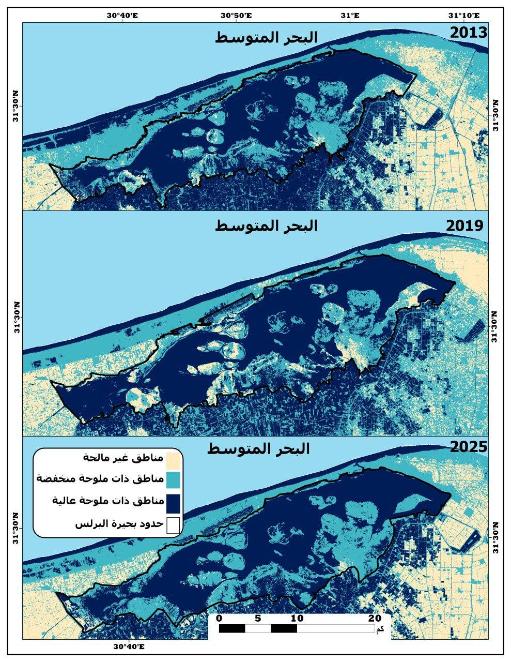 30°40'E 30°50'E 31°E 31°10'E
2013
البحر المتوسط
31°30'N
31°30'N
2019
البحر المتوسط
31°30'N
31°30'N
2025
البحر المتوسط
مناطق غير مالحة
مناطق ذات ملوحة منخفضة
مناطق ذات ملوحة عالية
حدود بحيرة البرلس
31°30'N
31°30'N
0 5 10 20
كم
30°40'E